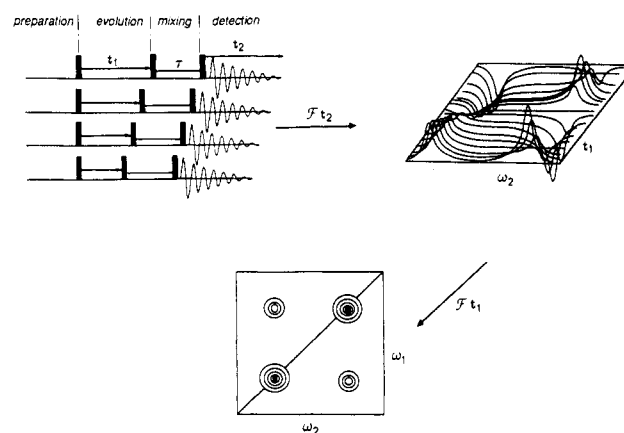 preparation | evolution | mixing | detection
t₁ τ t₂
ℱ t₂
t₁
ω₂
ℱ t₁
ω₁
ω₂